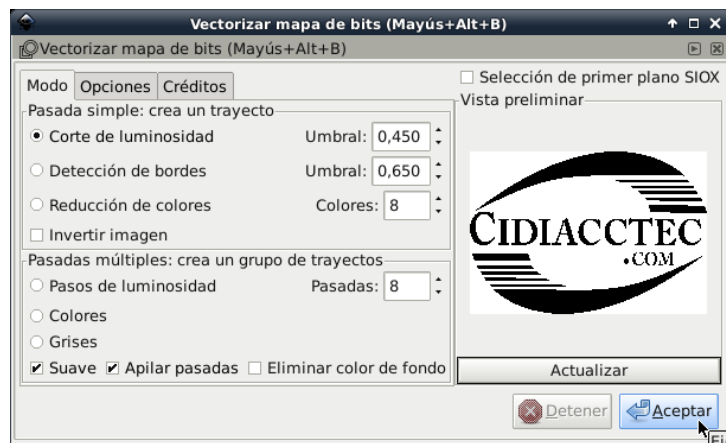 Vectorizar mapa de bits (Mayús+Alt+B)
Vectorizar mapa de bits (Mayús+Alt+B)
Modo Opciones Créditos
Pasada simple: crea un trayecto
Corte de luminosidad Umbral: 0,450
Detección de bordes Umbral: 0,650
Reducción de colores Colores: 8
Invertir imagen
Pasadas múltiples: crea un grupo de trayectos
Pasos de luminosidad Pasadas: 8
Colores
Grises
Suave Apilar pasadas Eliminar color de fondo
Selección de primer plano SIOX
Vista preliminar
CIDIACCTEC
.COM
Actualizar
Detener Aceptar